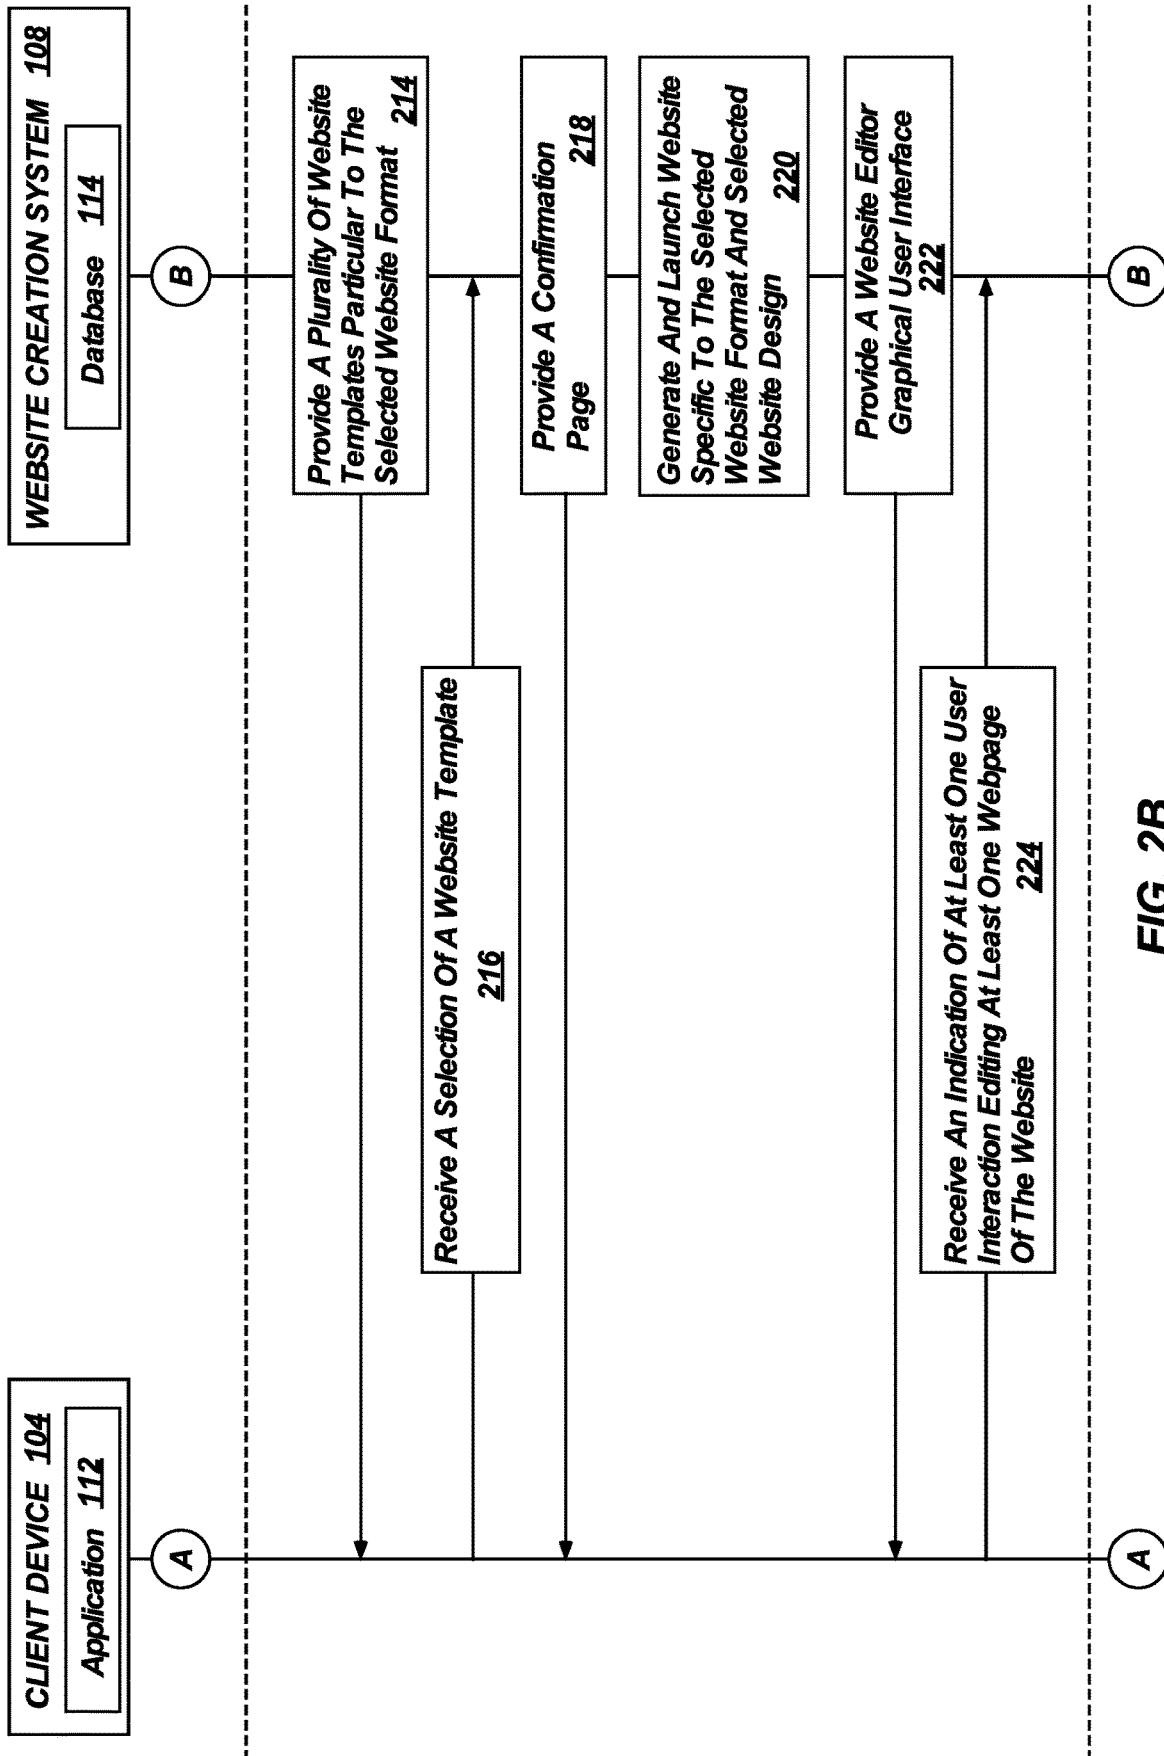 CLIENT DEVICE 104
Application 112
WEBSITE CREATION SYSTEM 108
Database 114
A
B
Provide A Plurality Of Website
Templates Particular To The
Selected Website Format 214
Receive A Selection Of A Website Template
216
Provide A Confirmation
Page 218
Generate And Launch Website
Specific To The Selected
Website Format And Selected
Website Design 220
Provide A Website Editor
Graphical User Interface
222
Receive An Indication Of At Least One User
Interaction Editing At Least One Webpage
Of The Website 224
A
B
FIG. 2B